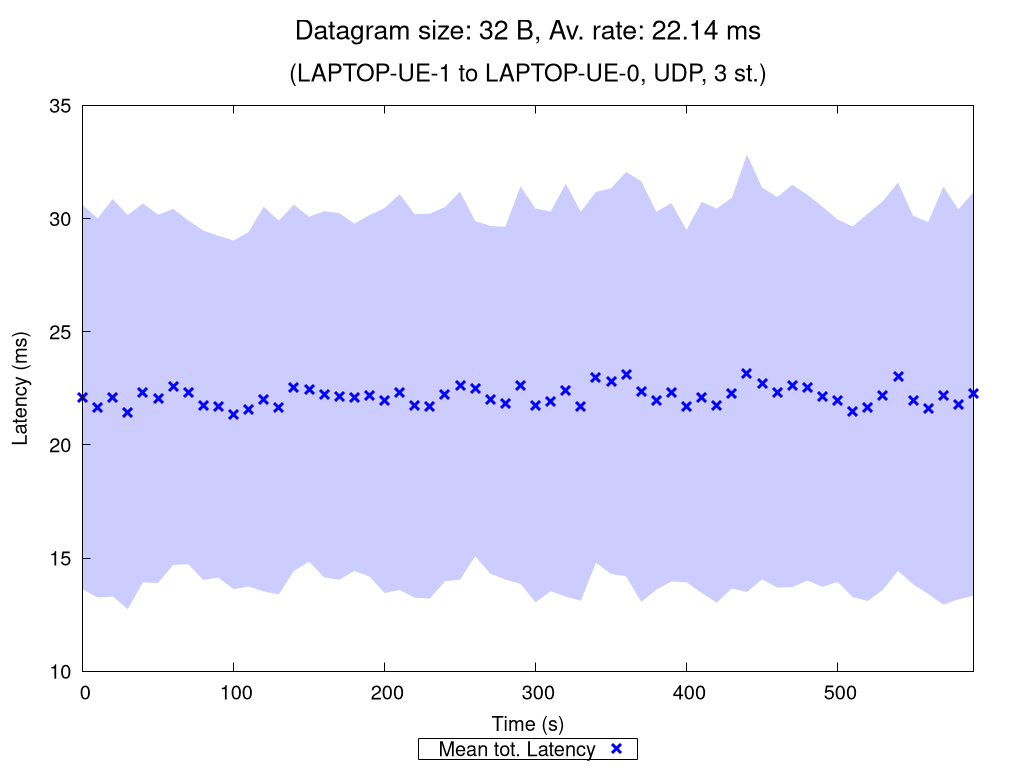 Datagram size: 32 B, Av. rate: 22.14 ms
(LAPTOP-UE-1 to LAPTOP-UE-0, UDP, 3 st.)
35
30
25
20
15
10
Latency (ms)
0 100 200 300 400 500
Time (s)
Mean tot. Latency